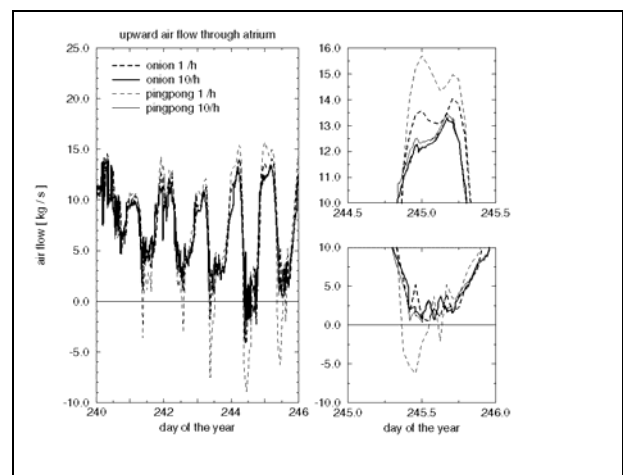 upward air flow through atrium
25.0
20.0
15.0
10.0
5.0
0.0
-5.0
-10.0
onion 1 /h
onion 10/h
pingpong 1 /h
pingpong 10/h
air flow [ kg / s ]
240 241 242 243 244 245 246
day of the year
16.0
15.0
14.0
13.0
12.0
11.0
10.0
244.5 245.0 245.5
10.0
5.0
0.0
-5.0
-10.0
245.0 245.5 246.0
day of the year